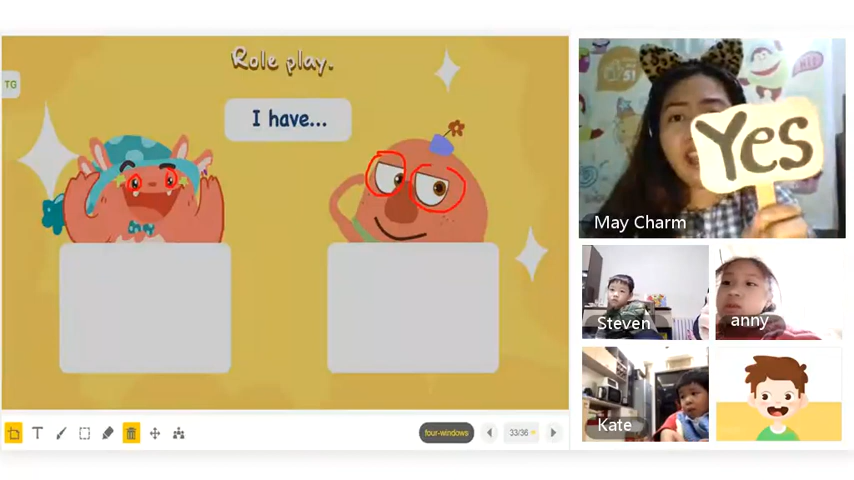 Role play.
TG
I have...
Yes
May Charm
Steven
anny
Kate
four-windows
33/36